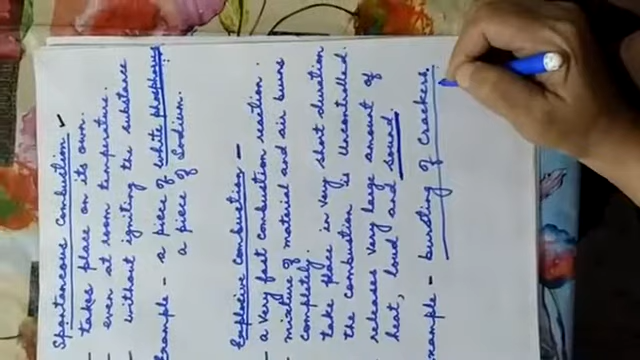 Spontaneous combustion
- takes place on its own.
- even at room temperature.
- without igniting the substance
Example - a piece of white phosphorus
a piece of Sodium.
Explosive Combustion -
- a very fast combustion reaction.
- mixture of material and air burns
completely.
- take place in very short duration
- the combustion is uncontrolled.
- releases very large amount of
heat, loud and sound.
Example - bursting of crackers